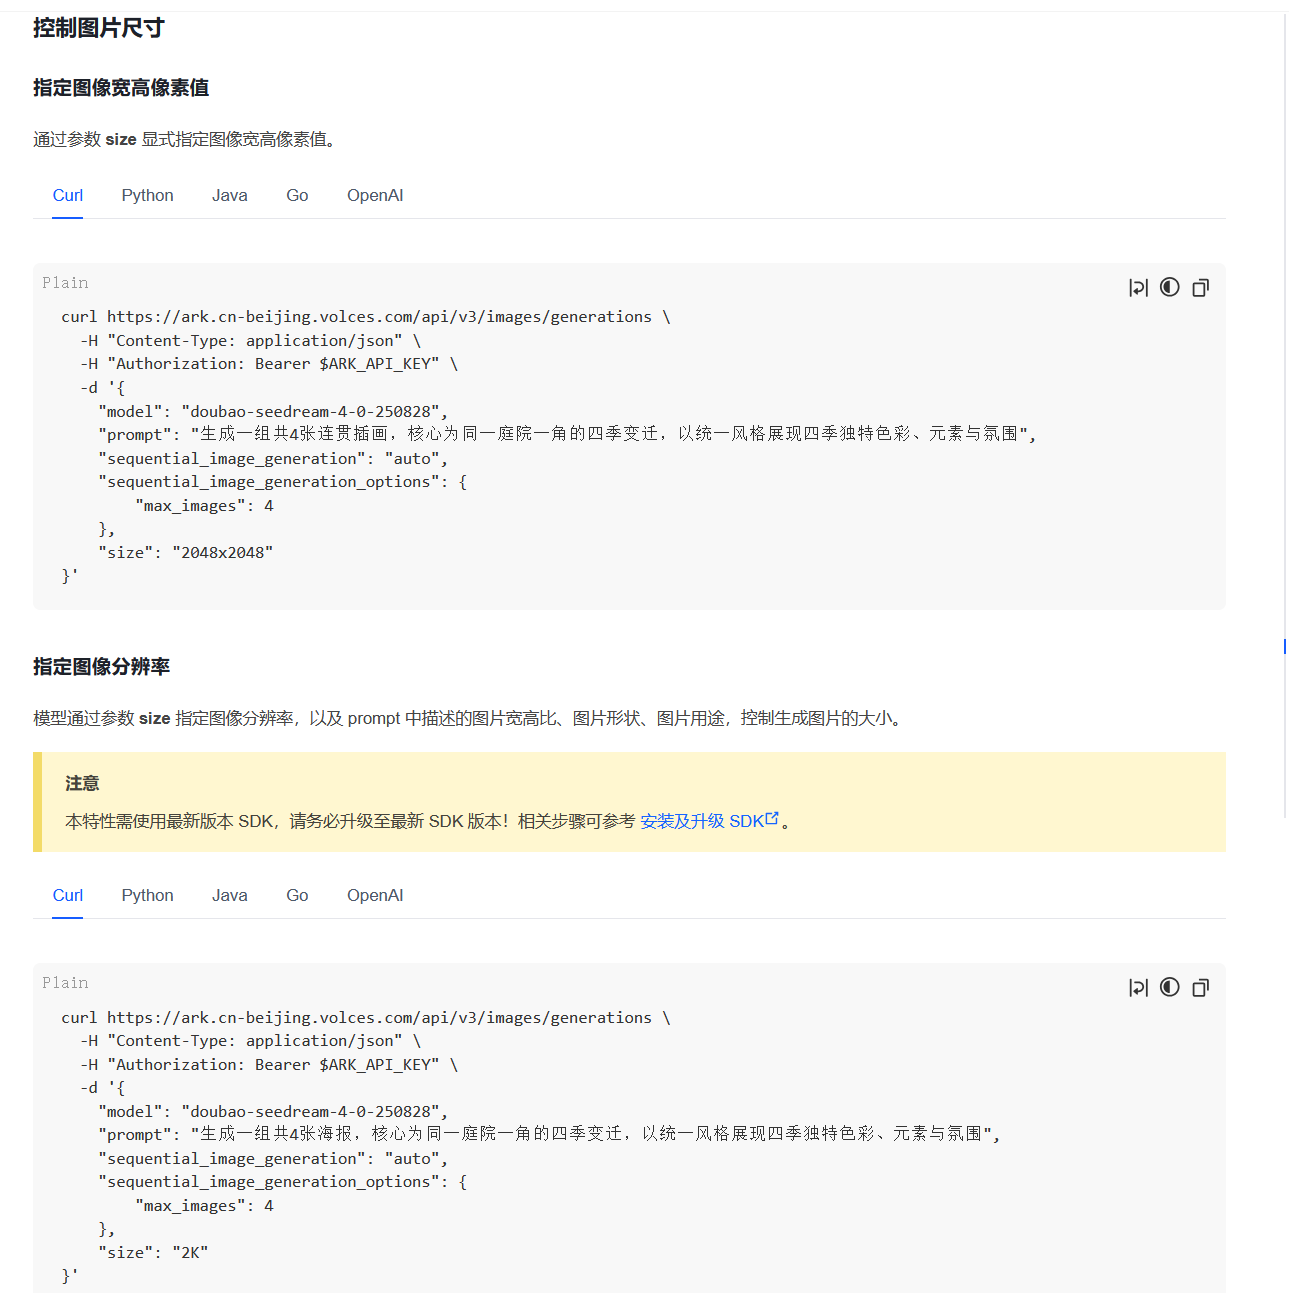 控制图片尺寸
指定图像宽高像素值
通过参数 size 显式指定图像宽高像素值。
Curl Python Java Go OpenAI
Plain
curl https://ark.cn-beijing.volces.com/api/v3/images/generations \
  -H "Content-Type: application/json" \
  -H "Authorization: Bearer $ARK_API_KEY" \
  -d '{
    "model": "doubao-seedream-4-0-250828",
    "prompt": "生成一组共4张连贯插画，核心为同一庭院一角的四季变迁，以统一风格展现四季独特色彩、元素与氛围",
    "sequential_image_generation": "auto",
    "sequential_image_generation_options": {
        "max_images": 4
    },
    "size": "2048x2048"
}'
指定图像分辨率
模型通过参数 size 指定图像分辨率，以及 prompt 中描述的图片宽高比、图片形状、图片用途，控制生成图片的大小。
注意
本特性需使用最新版本 SDK，请务必升级至最新 SDK 版本！相关步骤可参考 安装及升级 SDK。
Curl Python Java Go OpenAI
Plain
curl https://ark.cn-beijing.volces.com/api/v3/images/generations \
  -H "Content-Type: application/json" \
  -H "Authorization: Bearer $ARK_API_KEY" \
  -d '{
    "model": "doubao-seedream-4-0-250828",
    "prompt": "生成一组共4张海报，核心为同一庭院一角的四季变迁，以统一风格展现四季独特色彩、元素与氛围",
    "sequential_image_generation": "auto",
    "sequential_image_generation_options": {
        "max_images": 4
    },
    "size": "2K"
}'